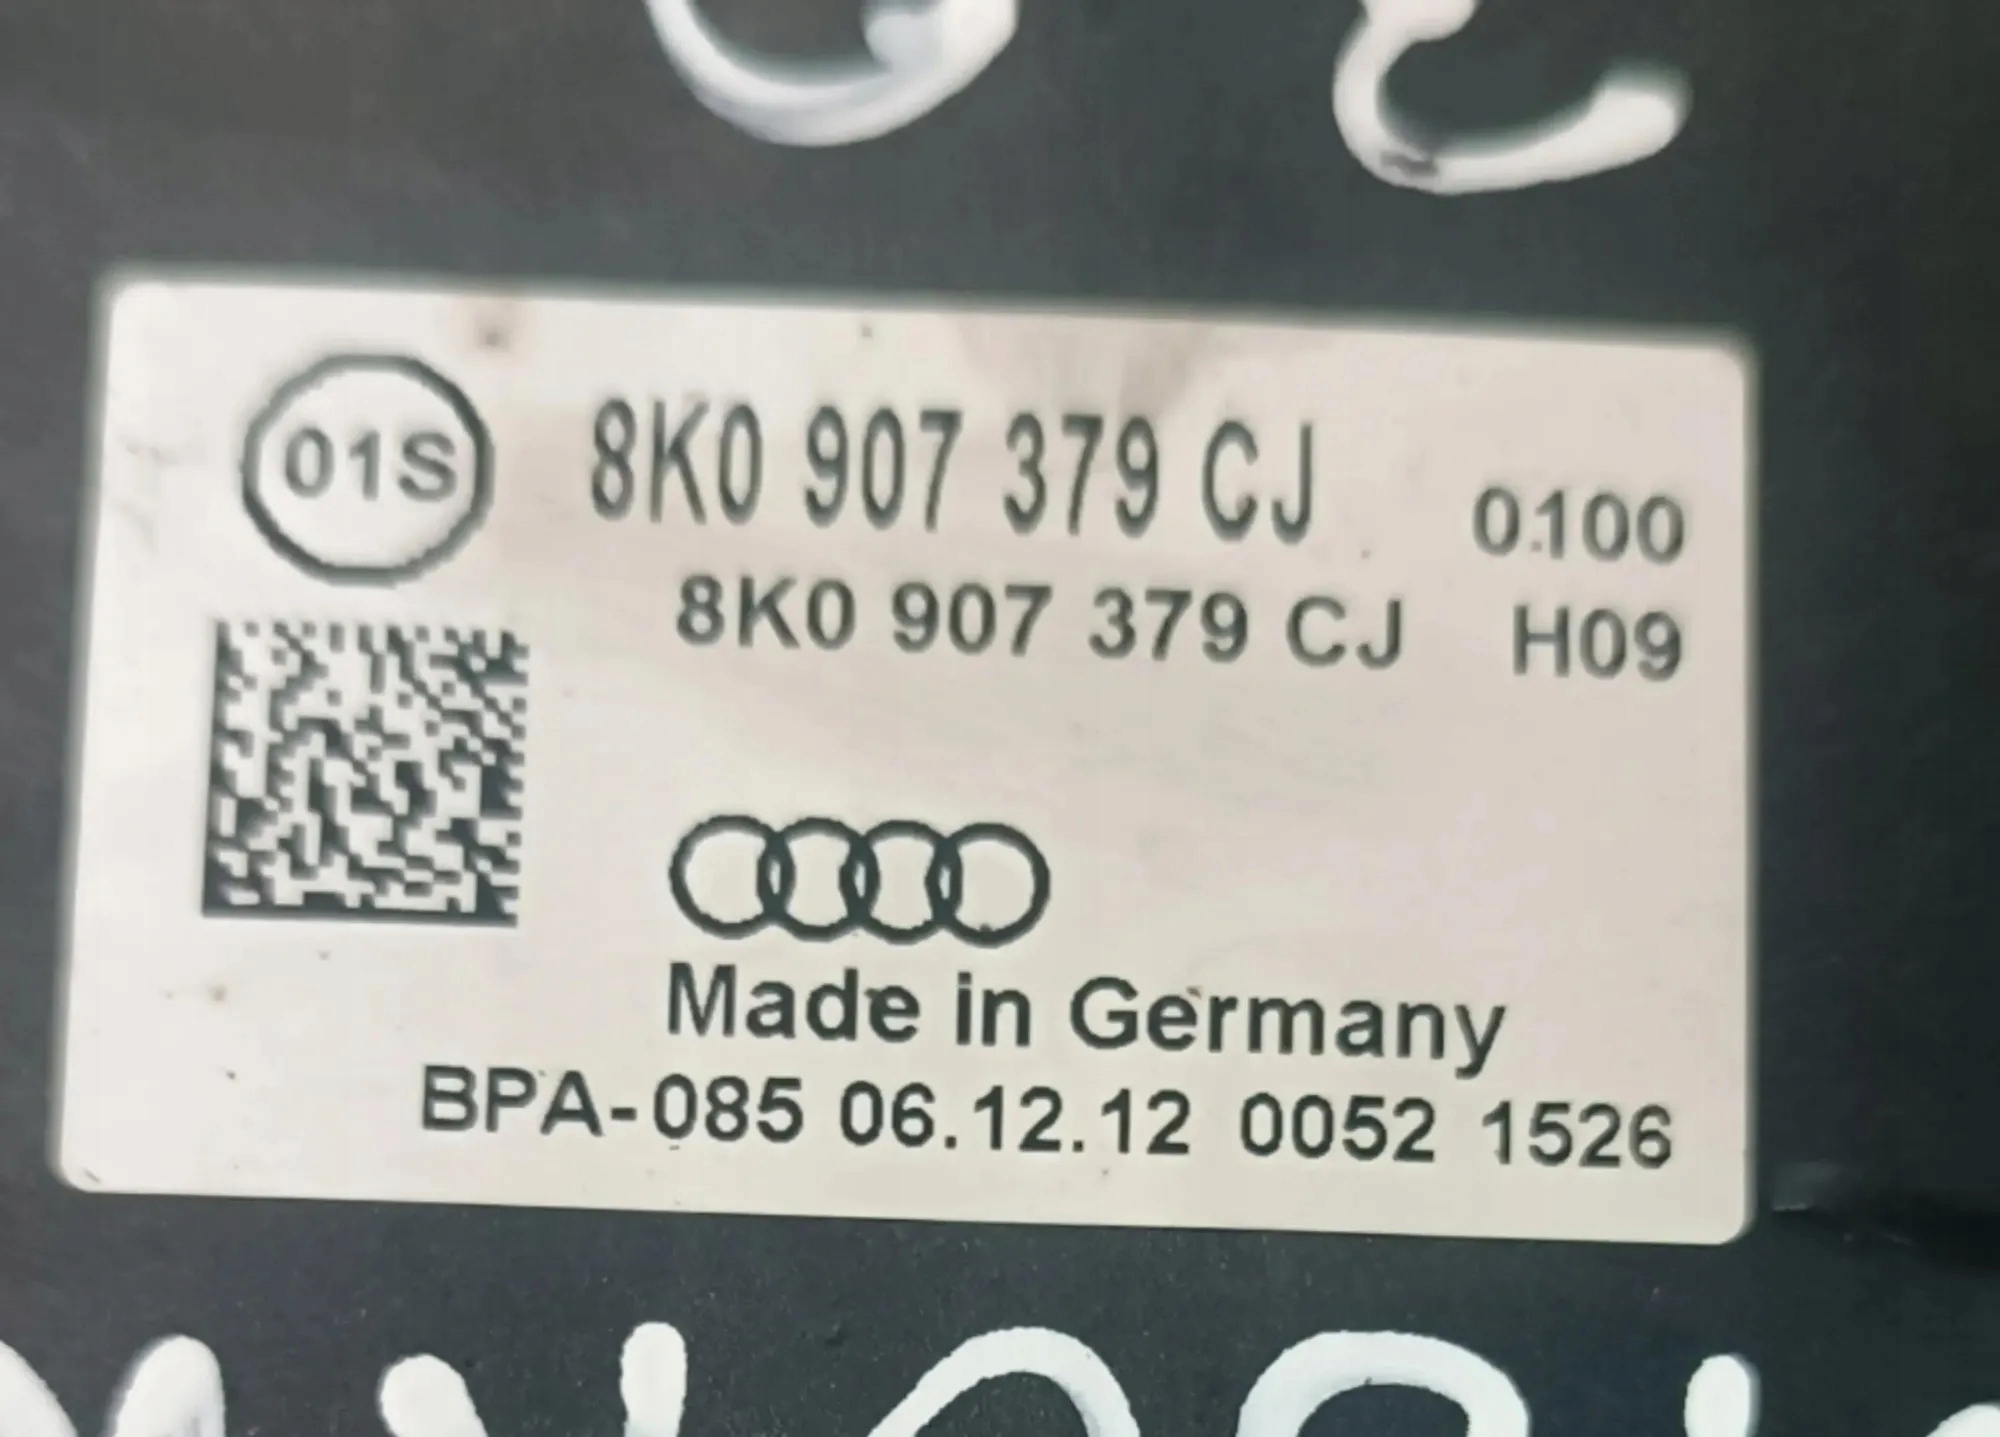 01S 8K0 907 379 CJ 0100
8K0 907 379 CJ H09
Made in Germany
BPA-085 06.12.12 0052 1526